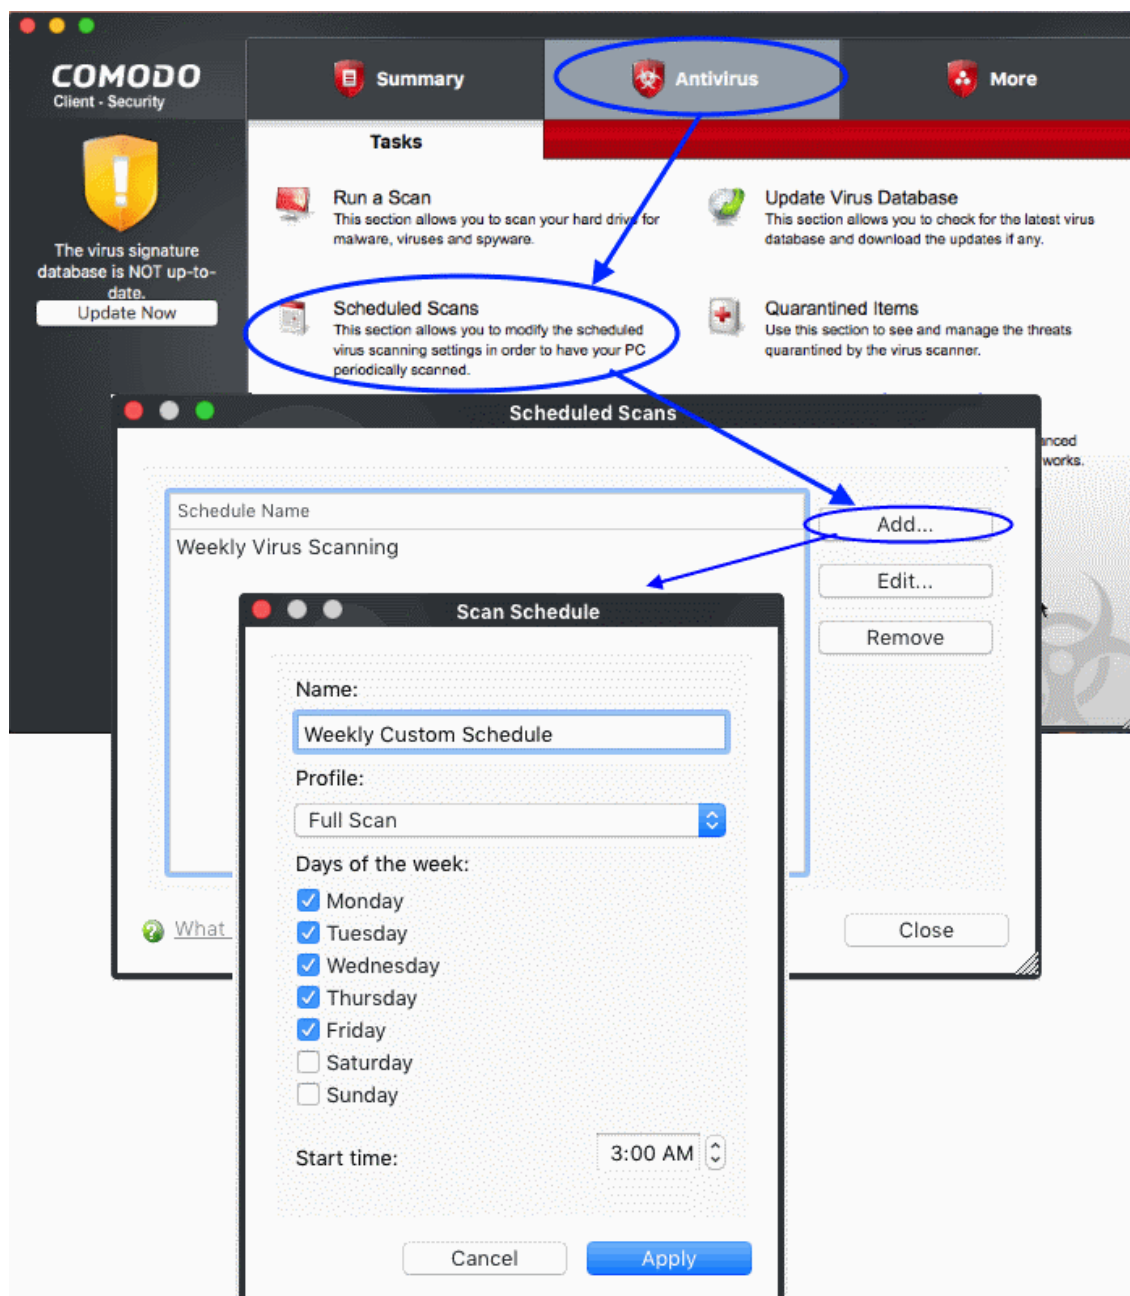 COMODO
Client - Security
Summary
Antivirus
More
Tasks
The virus signature
database is NOT up-to-
date.
Update Now
Run a Scan
This section allows you to scan your hard drive for
malware, viruses and spyware.
Update Virus Database
This section allows you to check for the latest virus
database and download the updates if any.
Scheduled Scans
This section allows you to modify the scheduled
virus scanning settings in order to have your PC
periodically scanned.
Quarantined Items
Use this section to see and manage the threats
quarantined by the virus scanner.
anced
works.
Scheduled Scans
Schedule Name
Weekly Virus Scanning
Add...
Edit...
Remove
What
Close
Scan Schedule
Name:
Weekly Custom Schedule
Profile:
Full Scan
Days of the week:
Monday
Tuesday
Wednesday
Thursday
Friday
Saturday
Sunday
Start time:
3:00 AM
Cancel
Apply